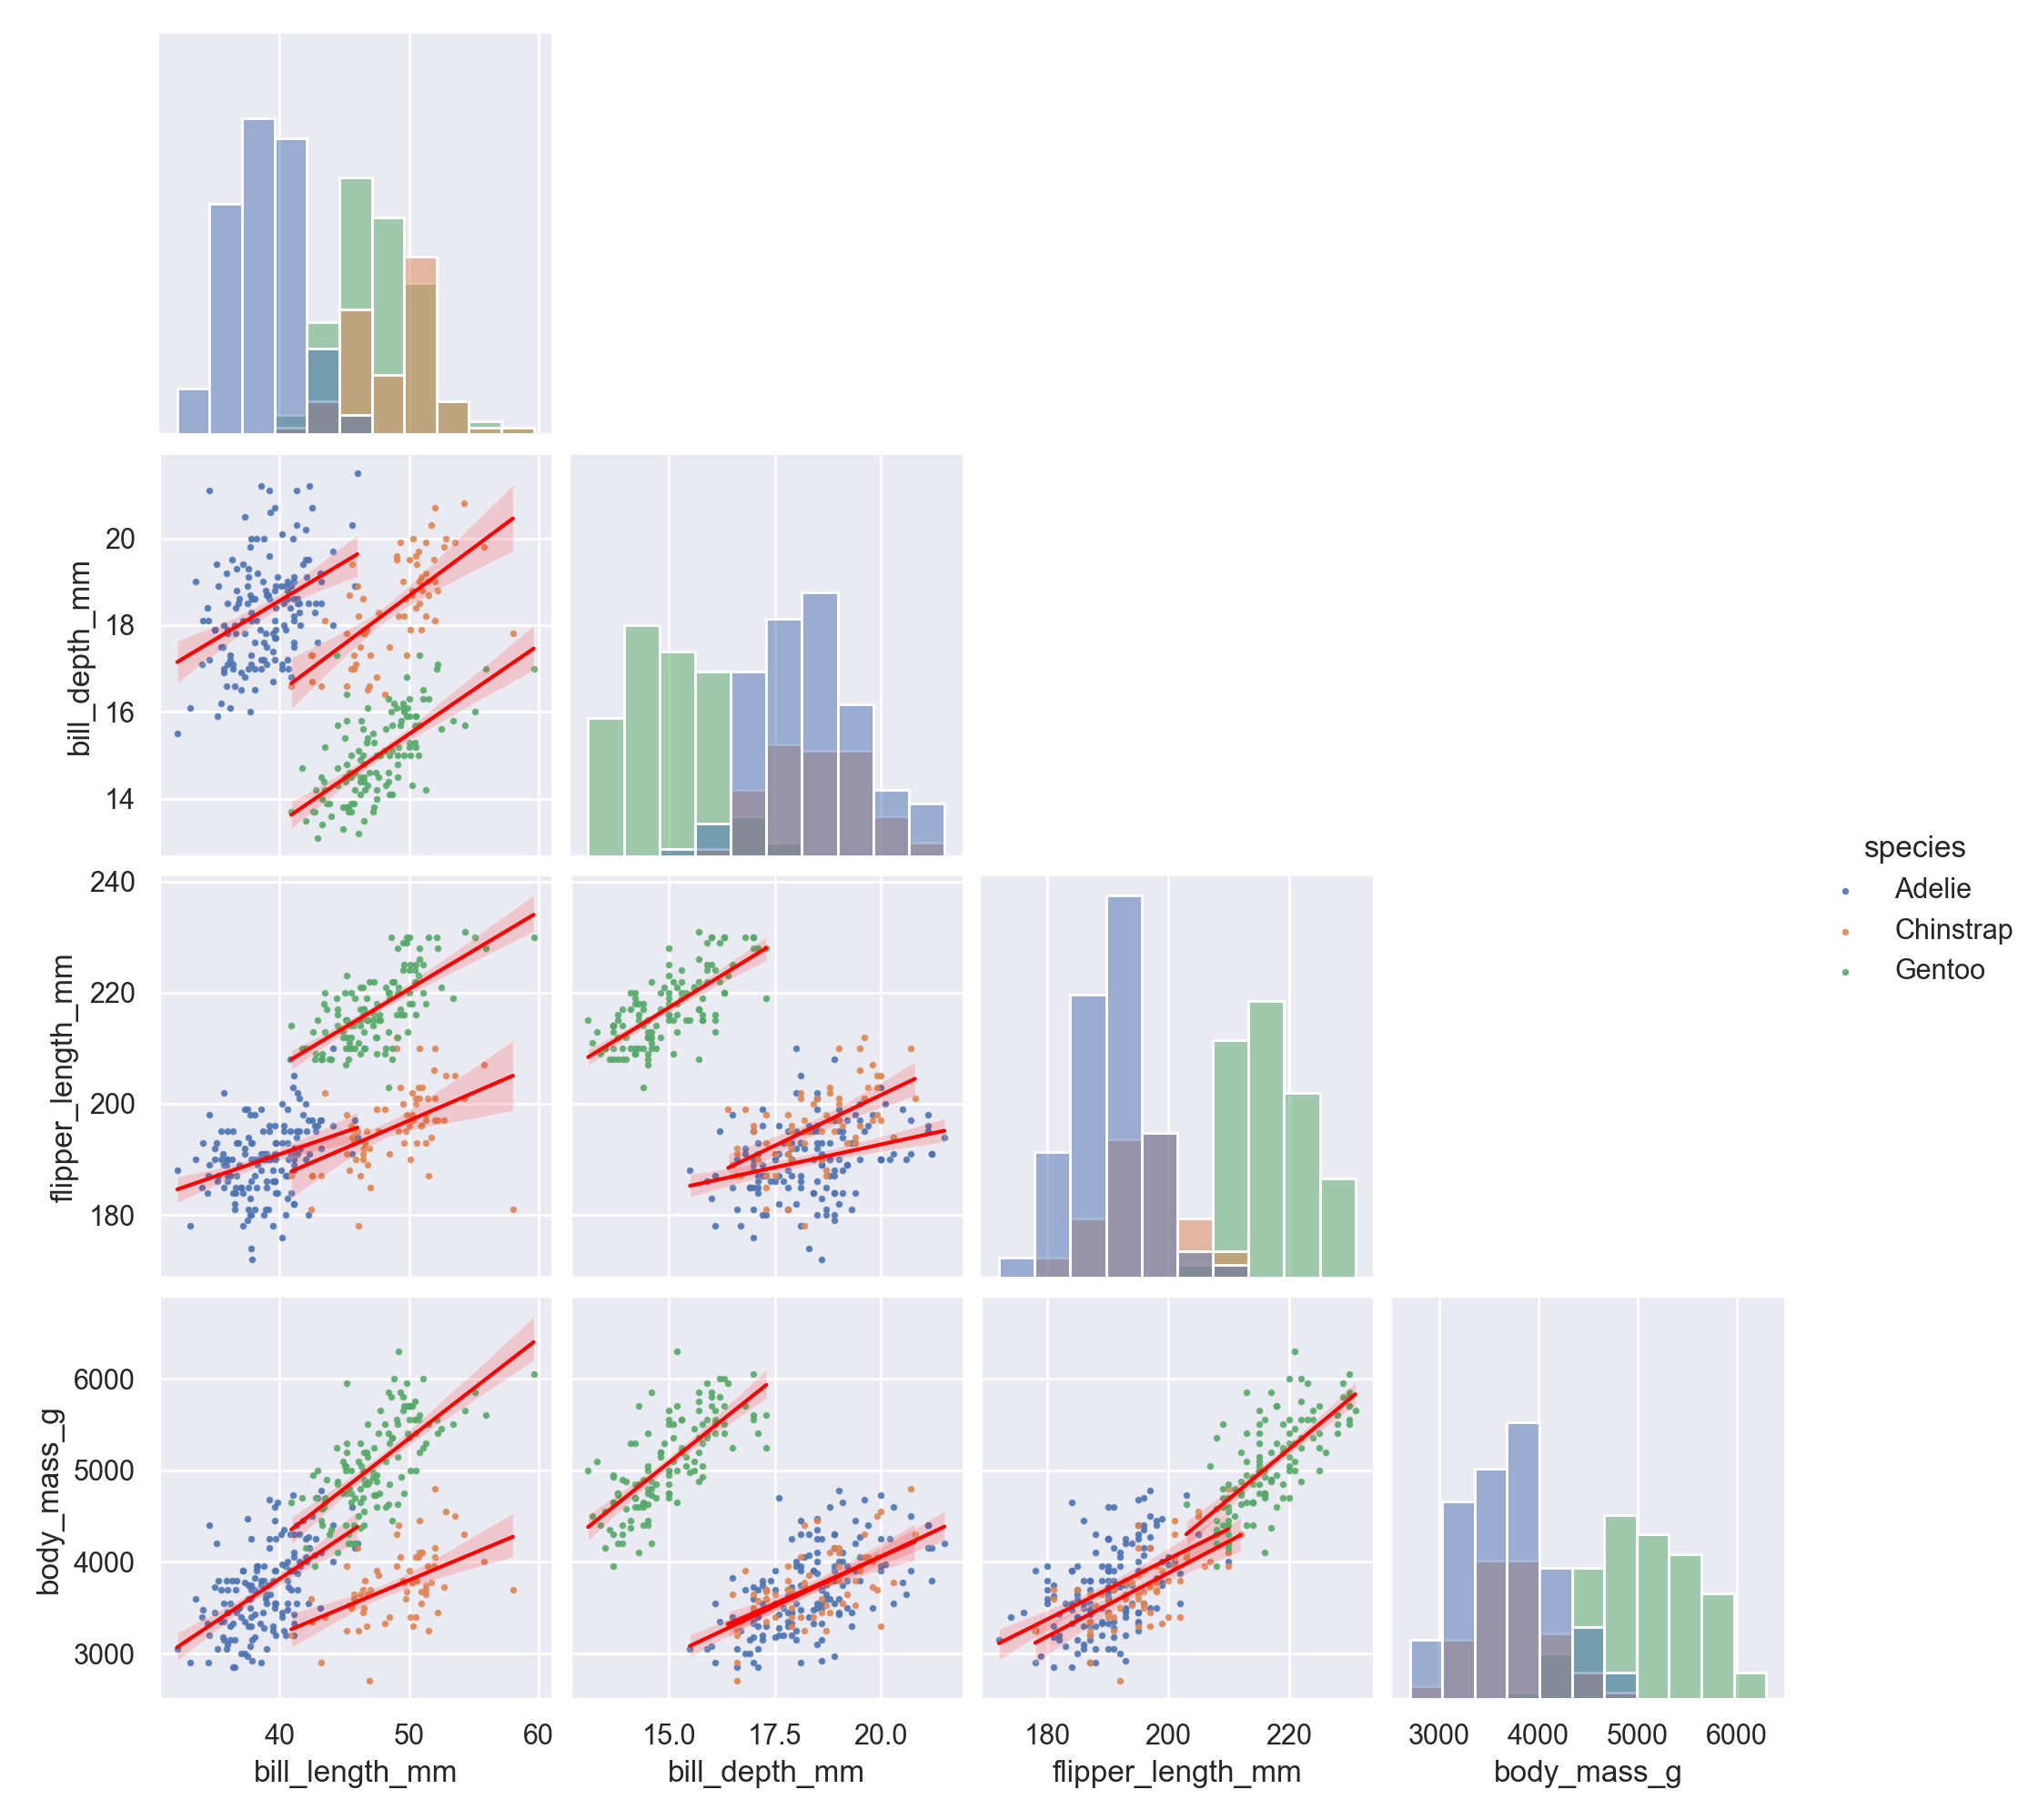 bill_depth_mm
20
18
16
14
flipper_length_mm
240
220
200
180
body_mass_g
6000
5000
4000
3000
40 50 60
bill_length_mm
15.0 17.5 20.0
bill_depth_mm
180 200 220
flipper_length_mm
3000 4000 5000 6000
body_mass_g
species
Adelie
Chinstrap
Gentoo